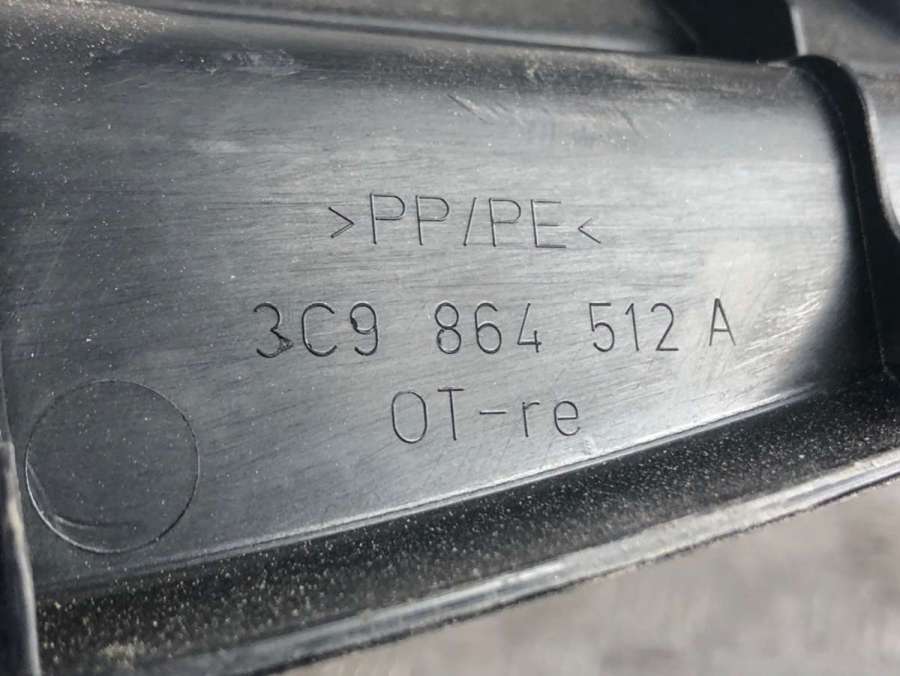 >PP/PE<
3C9 864 512 A
OT-re